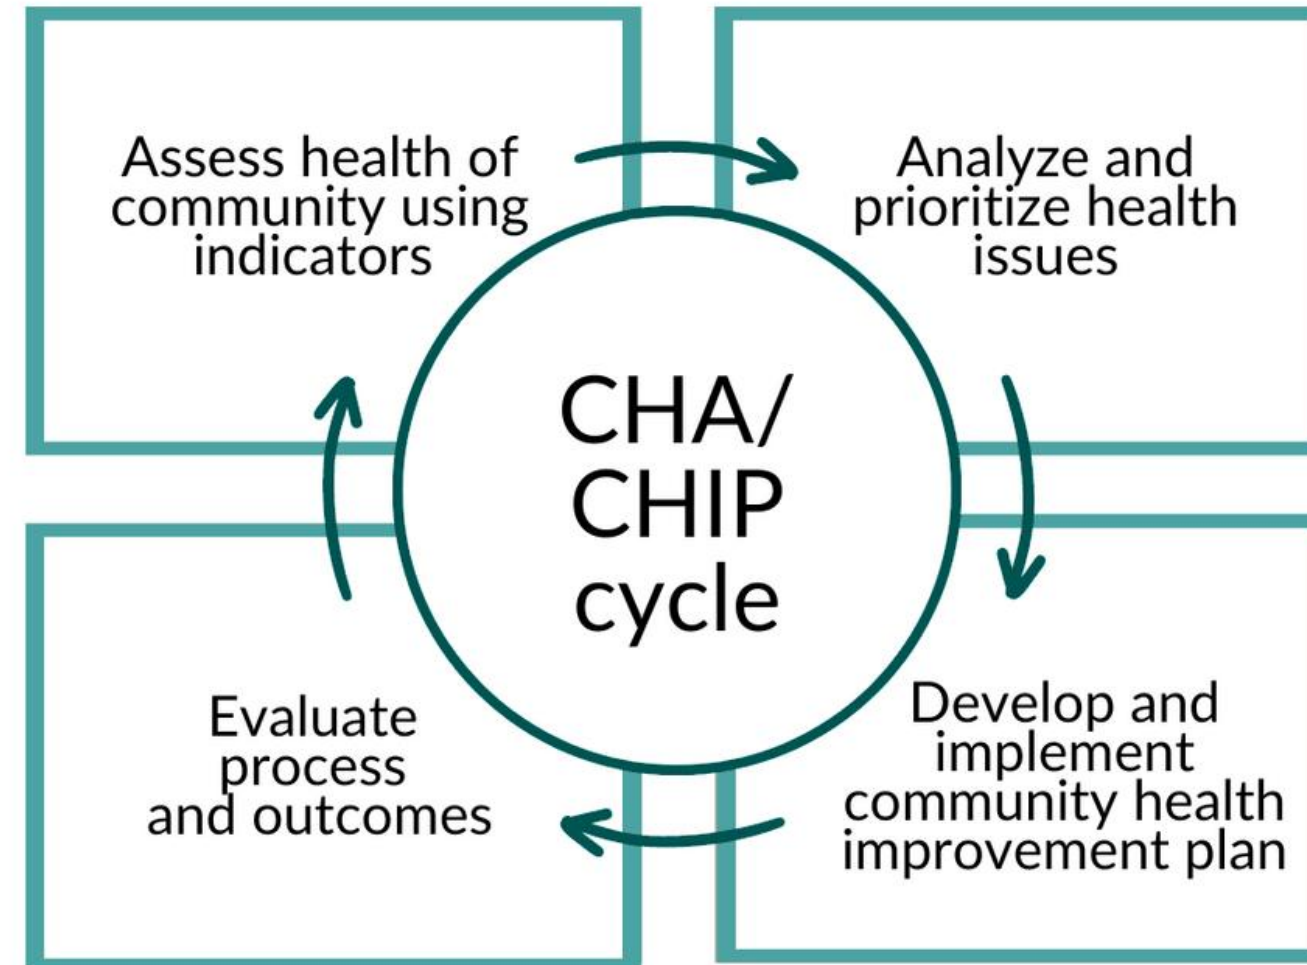 Assess health of
community using
indicators
Analyze and
prioritize health
issues
CHA/
CHIP
cycle
Evaluate
process
and outcomes
Develop and
implement
community health
improvement plan